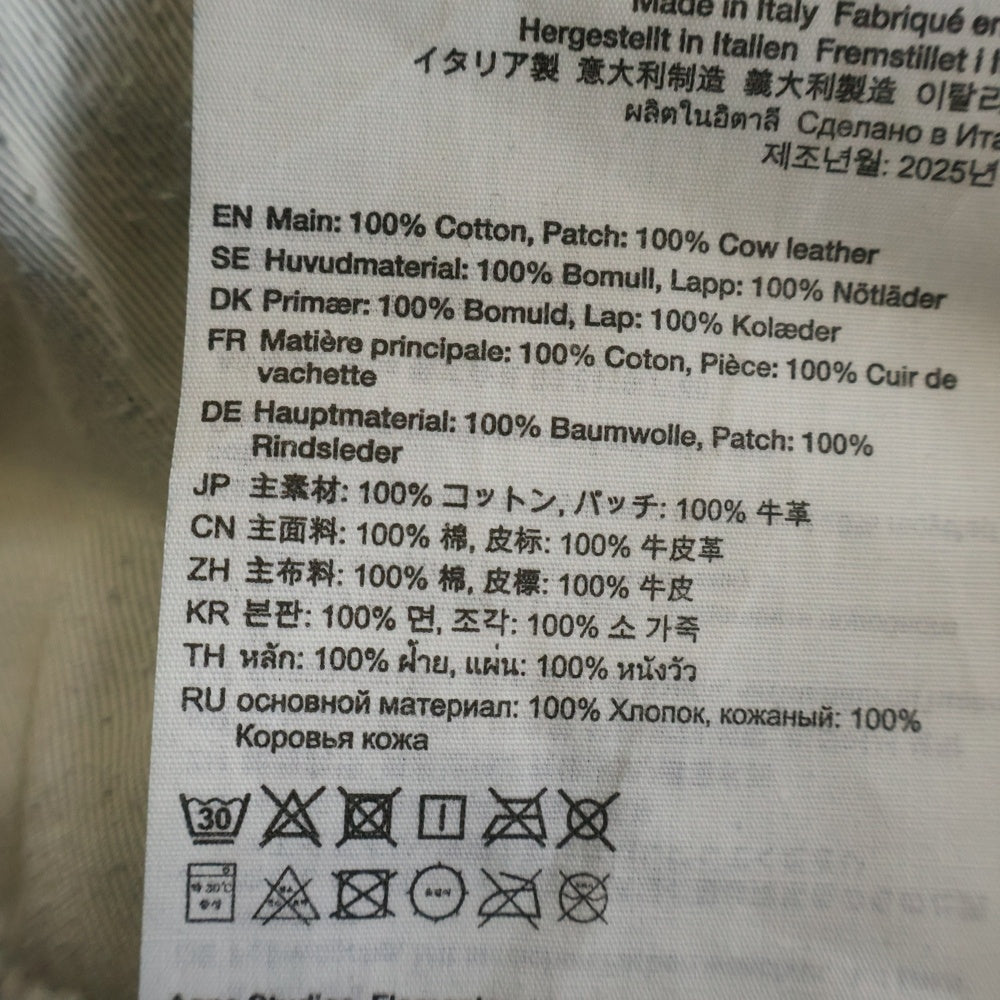 Made in Italy Fabriqué en
Hergestellt in Italien Fremstillet i
イタリア製 意大利制造 義大利製造 이탈리
ผลิตในอิตาลี Сделано в Ита
제조년월: 2025년
EN Main: 100% Cotton, Patch: 100% Cow leather
SE Huvudmaterial: 100% Bomull, Lapp: 100% Nötläder
DK Primær: 100% Bomuld, Lap: 100% Kolæder
FR Matière principale: 100% Coton, Pièce: 100% Cuir de
vachette
DE Hauptmaterial: 100% Baumwolle, Patch: 100%
Rindsleder
JP 主素材: 100% コットン, パッチ: 100% 牛革
CN 主面料: 100% 棉, 皮标: 100% 牛皮革
ZH 主布料: 100% 棉, 皮標: 100% 牛皮
KR 본판: 100% 면, 조각: 100% 소 가죽
TH หลัก: 100% ฝ้าย, แผ่น: 100% หนังวัว
RU основной материал: 100% Хлопок, кожаный: 100%
Коровья кожа
30
약 30℃
중성